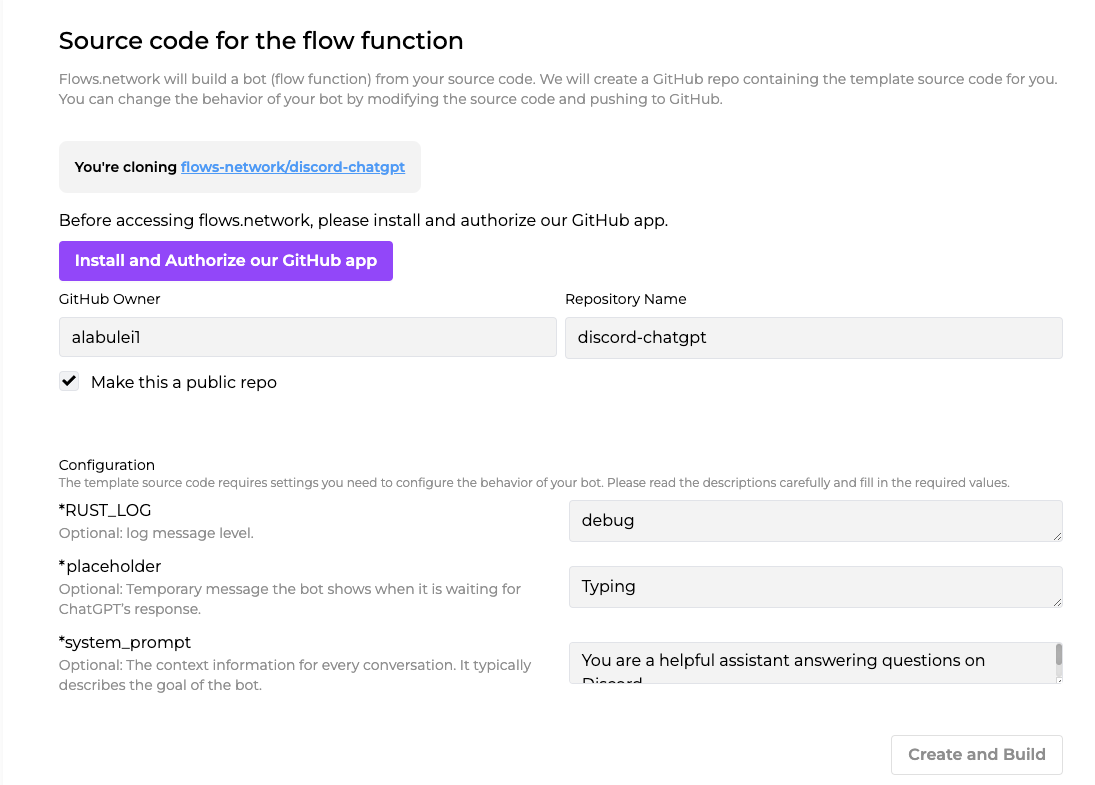 Source code for the flow function
Flows.network will build a bot (flow function) from your source code. We will create a GitHub repo containing the template source code for you.
You can change the behavior of your bot by modifying the source code and pushing to GitHub.
You're cloning flows-network/discord-chatgpt
Before accessing flows.network, please install and authorize our GitHub app.
Install and Authorize our GitHub app
GitHub Owner
Repository Name
alabulei1
discord-chatgpt
Make this a public repo
Configuration
The template source code requires settings you need to configure the behavior of your bot. Please read the descriptions carefully and fill in the required values.
*RUST_LOG
Optional: log message level.
debug
*placeholder
Optional: Temporary message the bot shows when it is waiting for
ChatGPT's response.
Typing
*system_prompt
Optional: The context information for every conversation. It typically
describes the goal of the bot.
You are a helpful assistant answering questions on
Discord
Create and Build